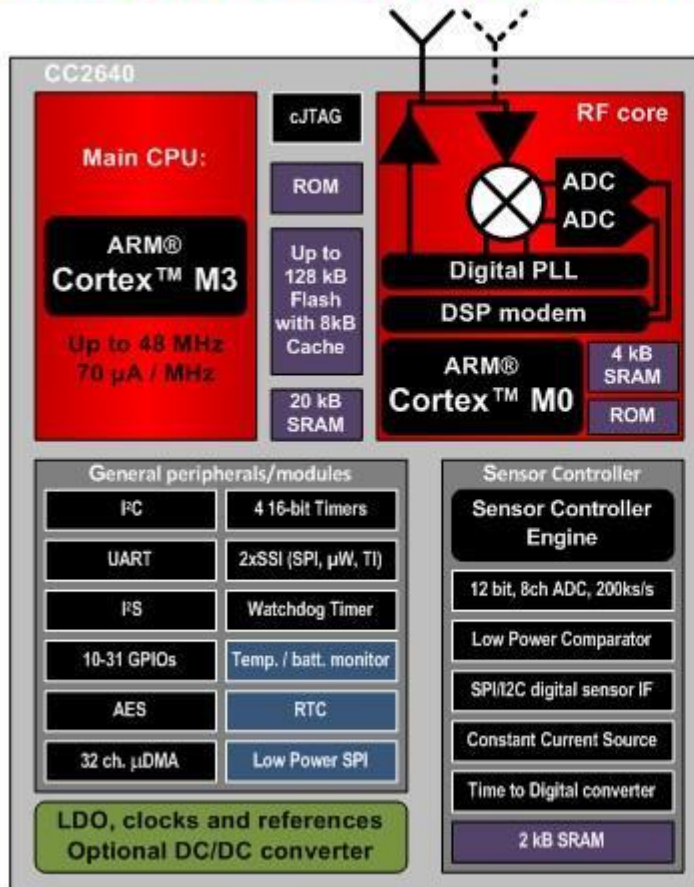 CC2640
Main CPU:
ARM®
Cortex™ M3
Up to 48 MHz
70 µA / MHz
cJTAG
ROM
Up to
128 kB
Flash
with 8kB
Cache
20 kB
SRAM
RF core
ADC
ADC
Digital PLL
DSP modem
ARM®
Cortex™ M0
4 kB
SRAM
ROM
General peripherals/modules
I²C
4 16-bit Timers
UART
2xSSI (SPI, µW, TI)
I²S
Watchdog Timer
10-31 GPIOs
Temp. / batt. monitor
AES
RTC
32 ch. µDMA
Low Power SPI
LDO, clocks and references
Optional DC/DC converter
Sensor Controller
Sensor Controller
Engine
12 bit, 8ch ADC, 200ks/s
Low Power Comparator
SPI/I2C digital sensor IF
Constant Current Source
Time to Digital converter
2 kB SRAM